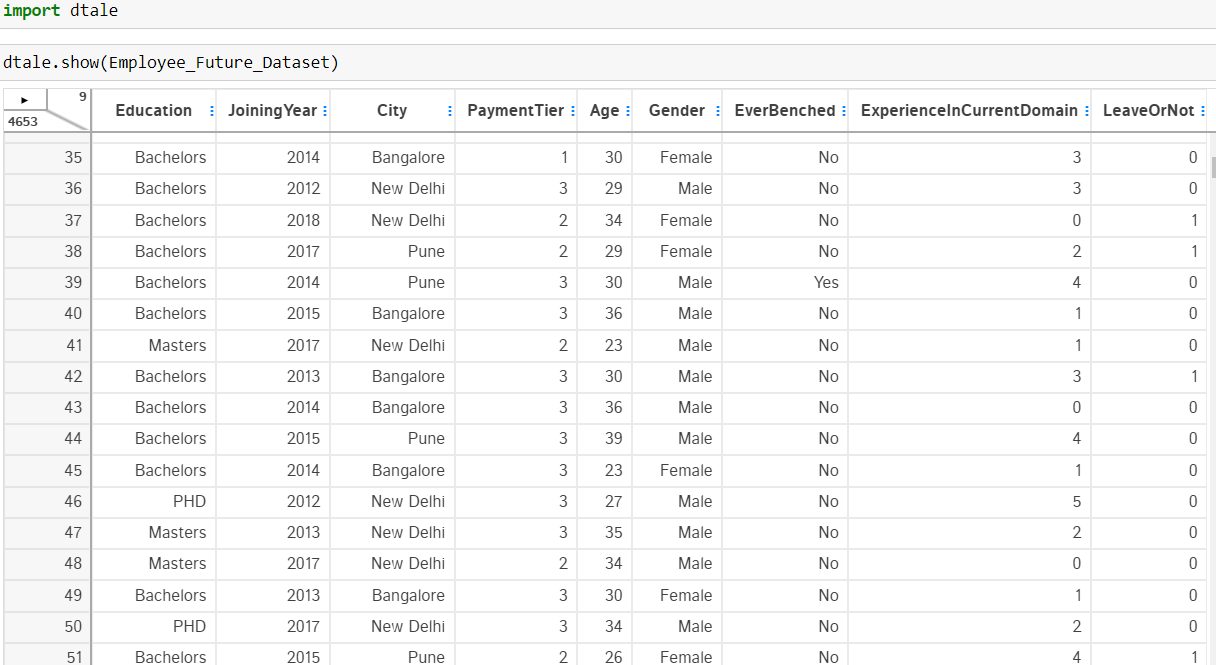 import dtale
dtale.show(Employee_Future_Dataset)
▶ 9
4653
Education JoiningYear City PaymentTier Age Gender EverBenched ExperienceInCurrentDomain LeaveOrNot
35 Bachelors 2014 Bangalore 1 30 Female No 3 0
36 Bachelors 2012 New Delhi 3 29 Male No 3 0
37 Bachelors 2018 New Delhi 2 34 Female No 0 1
38 Bachelors 2017 Pune 2 29 Female No 2 1
39 Bachelors 2014 Pune 3 30 Male Yes 4 0
40 Bachelors 2015 Bangalore 3 36 Male No 1 0
41 Masters 2017 New Delhi 2 23 Male No 1 0
42 Bachelors 2013 Bangalore 3 30 Male No 3 1
43 Bachelors 2014 Bangalore 3 36 Male No 0 0
44 Bachelors 2015 Pune 3 39 Male No 4 0
45 Bachelors 2014 Bangalore 3 23 Female No 1 0
46 PHD 2012 New Delhi 3 27 Male No 5 0
47 Masters 2013 New Delhi 3 35 Male No 2 0
48 Masters 2017 New Delhi 2 34 Male No 0 0
49 Bachelors 2013 Bangalore 3 30 Female No 1 0
50 PHD 2017 New Delhi 3 34 Male No 2 0
51 Bachelors 2015 Pune 2 26 Female No 4 1